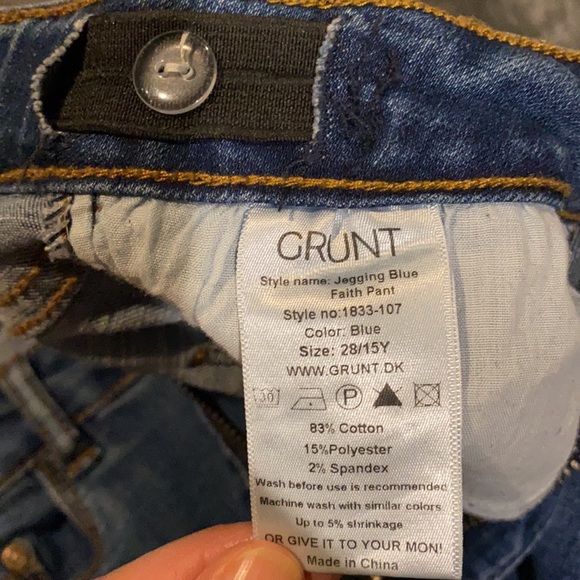 GRUNT
Style name: Jegging Blue
Faith Pant
Style no:1833-107
Color: Blue
Size: 28/15Y
WWW.GRUNT.DK
30 P
83% Cotton
15%Polyester
2% Spandex
Wash before use is recommended
Machine wash with similar colors
Up to 5% shrinkage
OR GIVE IT TO YOUR MON!
Made in China